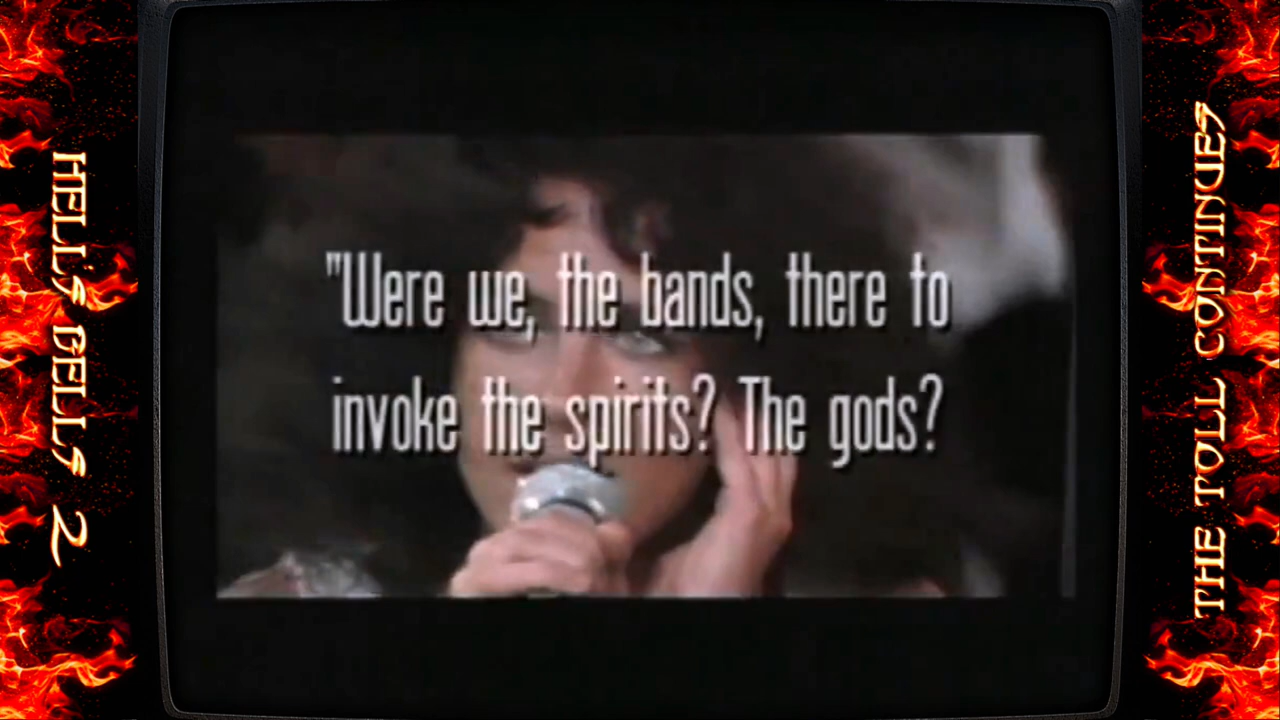 HELL'S BELLS 2
"Were we, the bands, there to
invoke the spirits? The gods?
THE TOLL CONTINUES